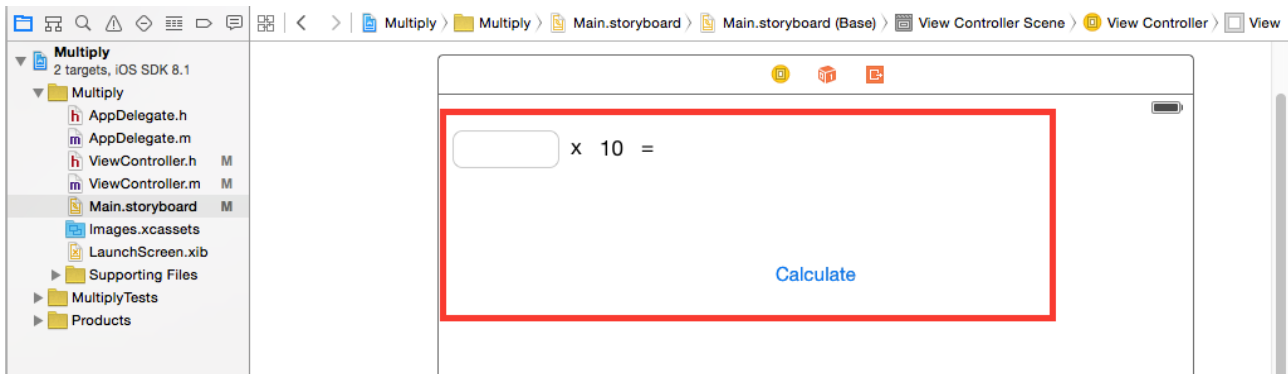 Multiply Multiply Main.storyboard Main.storyboard (Base) View Controller Scene View Controller View
Multiply
2 targets, iOS SDK 8.1
Multiply
h AppDelegate.h
m AppDelegate.m
h ViewController.h M
m ViewController.m M
Main.storyboard M
Images.xcassets
LaunchScreen.xib
Supporting Files
MultiplyTests
Products
x 10 =
Calculate